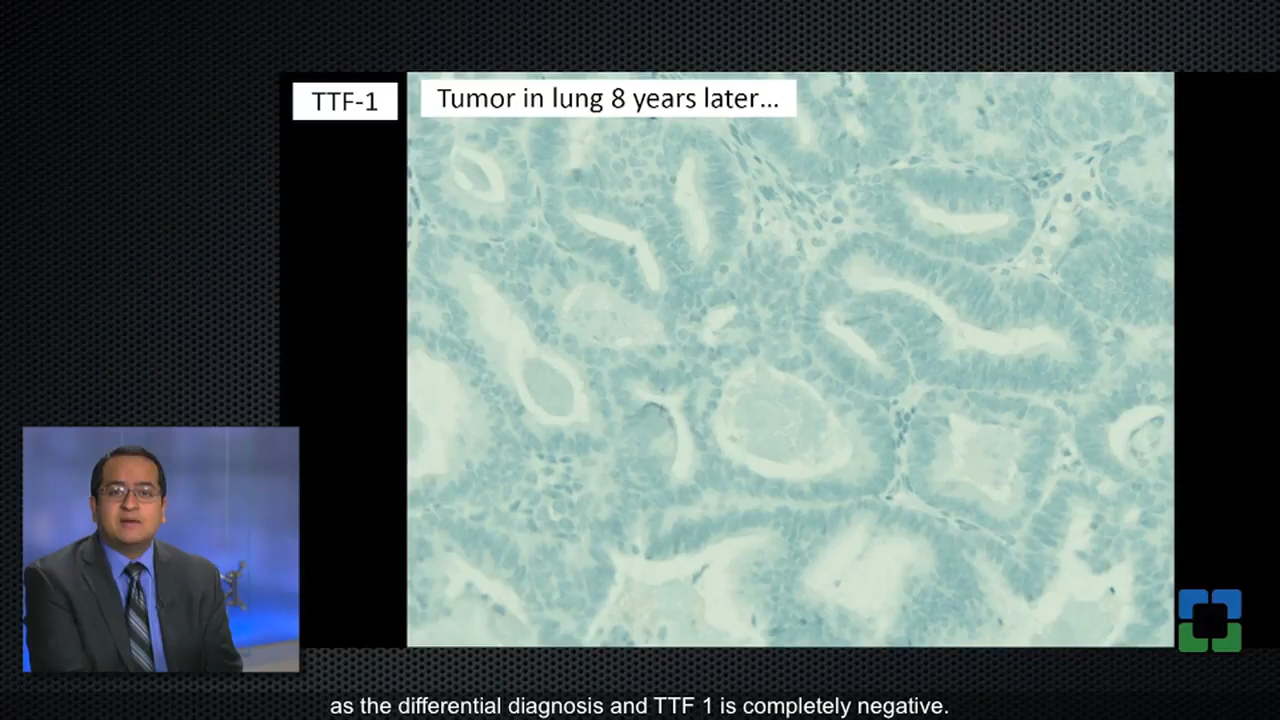 TTF-1
Tumor in lung 8 years later...
as the differential diagnosis and TTF 1 is completely negative.